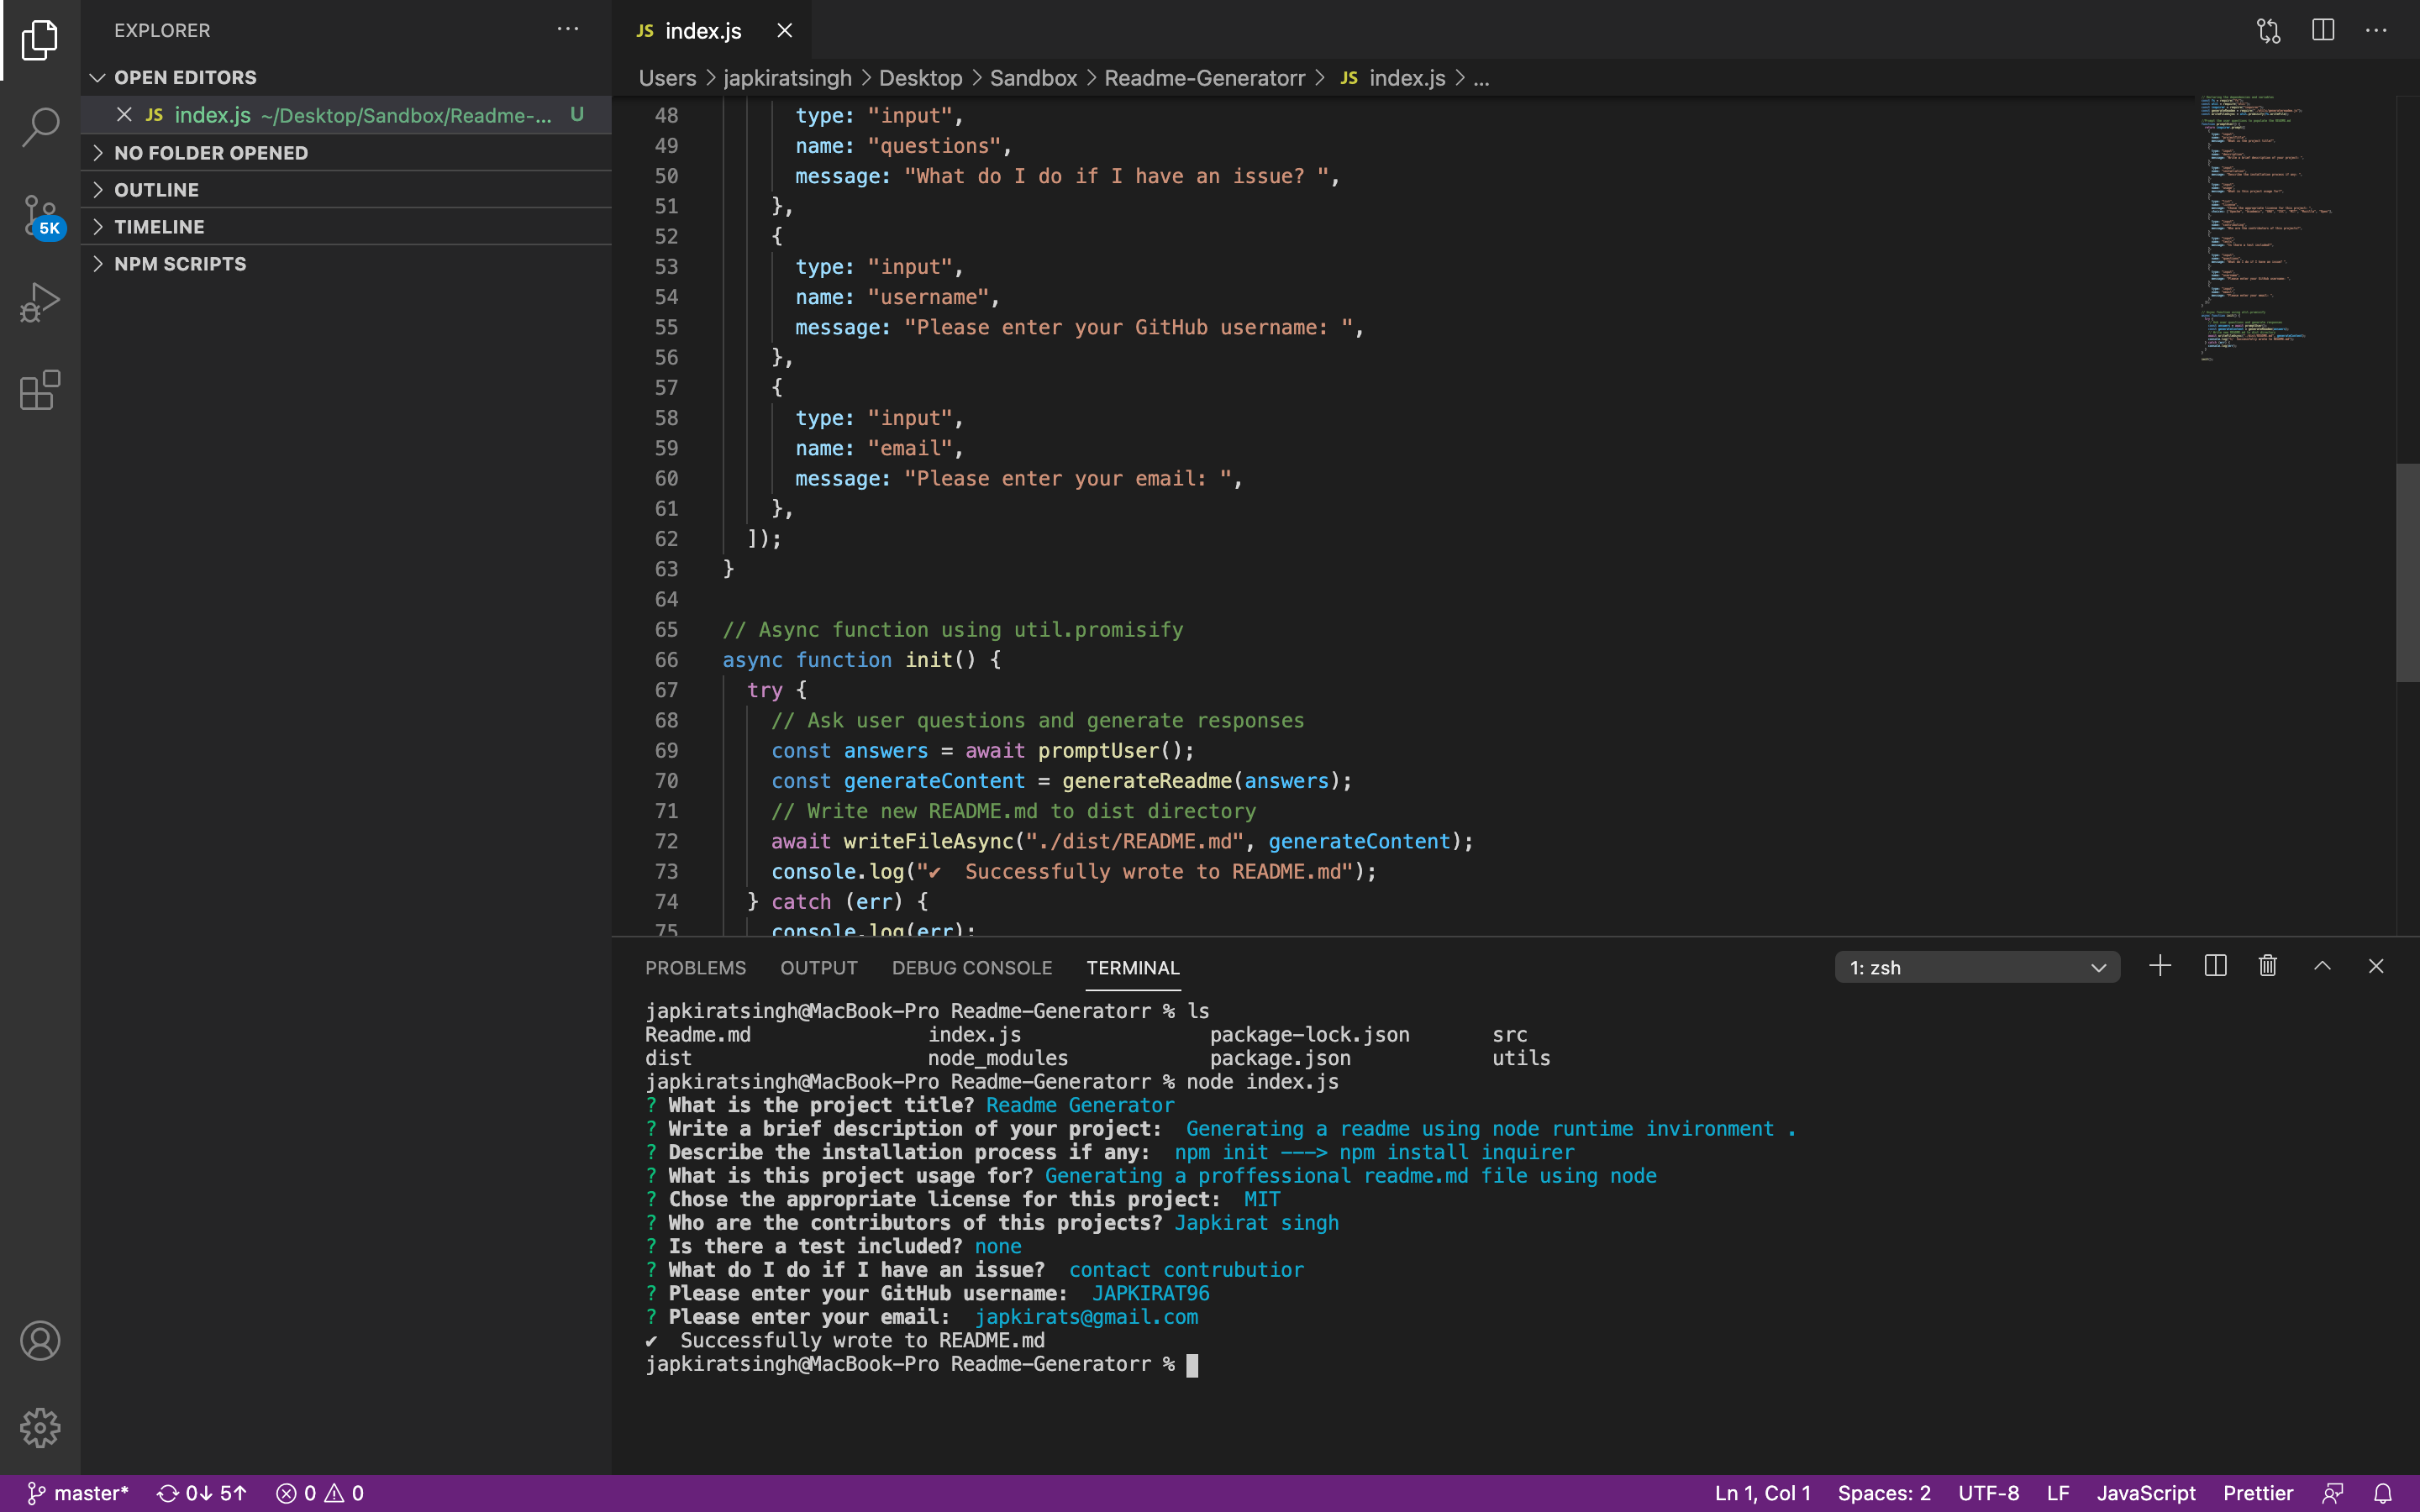 EXPLORER
OPEN EDITORS
JS index.js ~/Desktop/Sandbox/Readme-... U
NO FOLDER OPENED
OUTLINE
TIMELINE
NPM SCRIPTS
5K
JS index.js
Users > japkiratsingh > Desktop > Sandbox > Readme-Generatorr > JS index.js > ...
48 type: "input",
49 name: "questions",
50 message: "What do I do if I have an issue? ",
51 },
52 {
53 type: "input",
54 name: "username",
55 message: "Please enter your GitHub username: ",
56 },
57 {
58 type: "input",
59 name: "email",
60 message: "Please enter your email: ",
61 },
62 ]);
63 }
64
65 // Async function using util.promisify
66 async function init() {
67 try {
68 // Ask user questions and generate responses
69 const answers = await promptUser();
70 const generateContent = generateReadme(answers);
71 // Write new README.md to dist directory
72 await writeFileAsync("./dist/README.md", generateContent);
73 console.log("✔  Successfully wrote to README.md");
74 } catch (err) {
75 console.log(err);
PROBLEMS OUTPUT DEBUG CONSOLE TERMINAL 1: zsh
japkiratsingh@MacBook-Pro Readme-Generatorr % ls
Readme.md index.js package-lock.json src
dist node_modules package.json utils
japkiratsingh@MacBook-Pro Readme-Generatorr % node index.js
? What is the project title? Readme Generator
? Write a brief description of your project:  Generating a readme using node runtime invironment .
? Describe the installation process if any:  npm init ---> npm install inquirer
? What is this project usage for? Generating a proffessional readme.md file using node
? Chose the appropriate license for this project:  MIT
? Who are the contributors of this projects? Japkirat singh
? Is there a test included? none
? What do I do if I have an issue?  contact contrubutior
? Please enter your GitHub username:  JAPKIRAT96
? Please enter your email:  japkirats@gmail.com
✔  Successfully wrote to README.md
japkiratsingh@MacBook-Pro Readme-Generatorr %
master* 0↓ 5↑ 0 0 Ln 1, Col 1 Spaces: 2 UTF-8 LF JavaScript Prettier